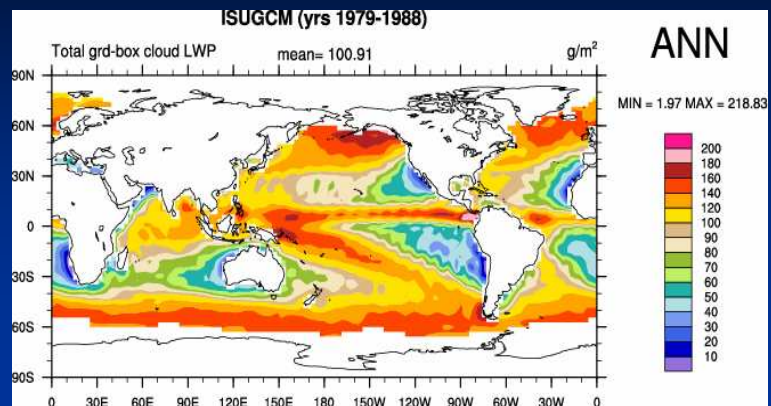 ISUGCM (yrs 1979-1988)
Total grd-box cloud LWP mean= 100.91 g/m²
ANN
MIN = 1.97 MAX = 218.83
90N
60N
30N
0
30S
60S
90S
0 30E 60E 90E 120E 150E 180 150W 120W 90W 60W 30W 0
200
180
160
140
120
100
90
80
70
60
50
40
30
20
10